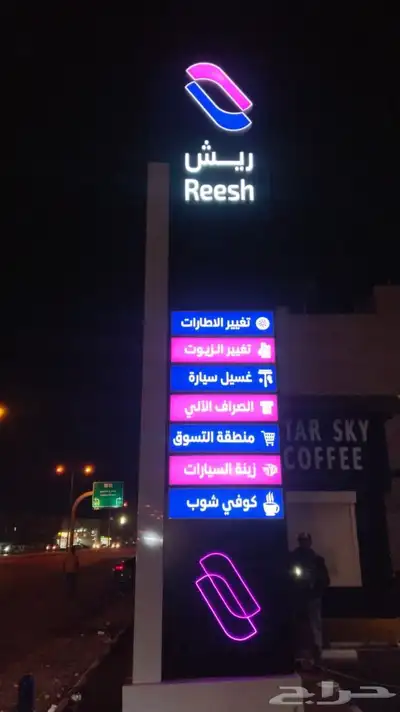 ريـش
Reesh
تغيير الاطارات
تغيير الزيوت
غسيل سيارة
الصراف الآلي
منطقة التسوق
زينة السيارات
كوفي شوب
TAR SKY
COFFEE
حراج